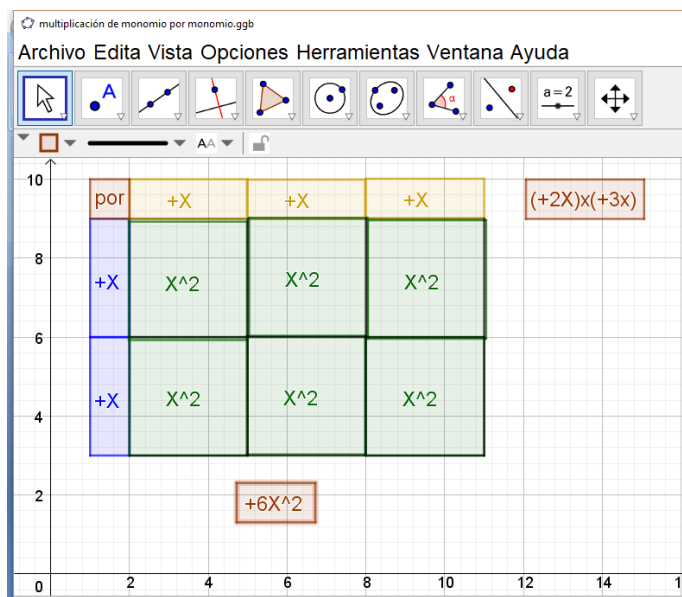 multiplicación de monomio por monomio.ggb
Archivo Edita Vista Opciones Herramientas Ventana Ayuda
A α a = 2
AA
10 por +X +X +X (+2X)x(+3x)
8 +X X^2 X^2 X^2
6
4 +X X^2 X^2 X^2
2 +6X^2
0 2 4 6 8 10 12 14 1